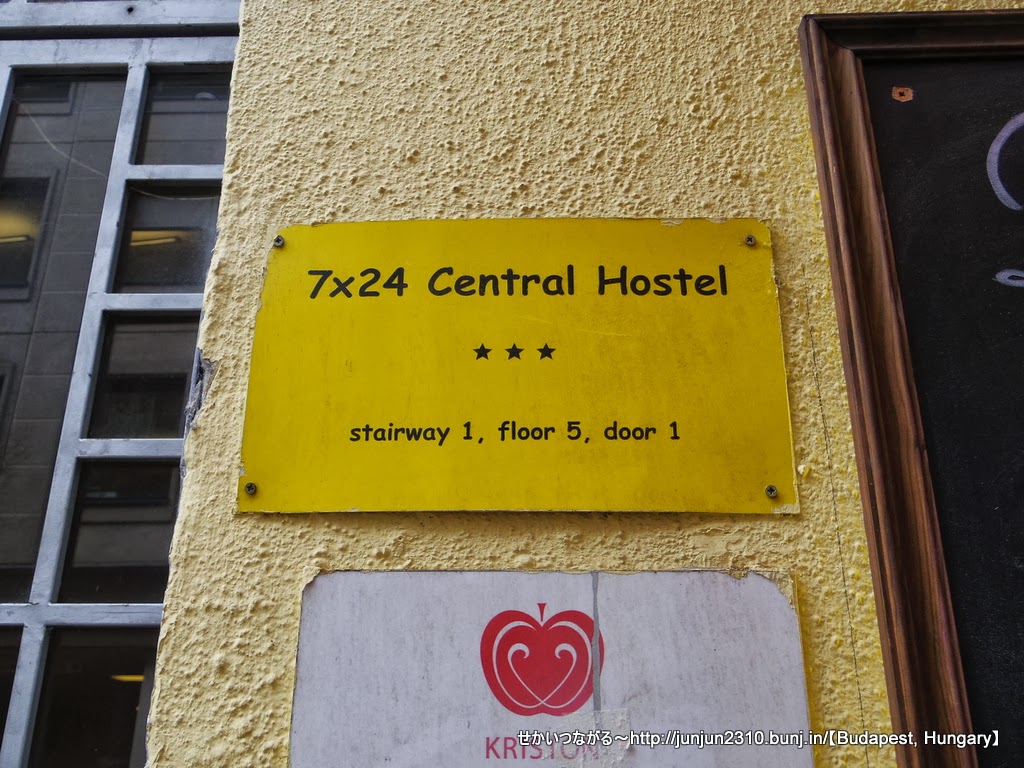 7x24 Central Hostel
★ ★ ★
stairway 1, floor 5, door 1
せかいつながる～http://junjun2310.bunj.in/【Budapest, Hungary】